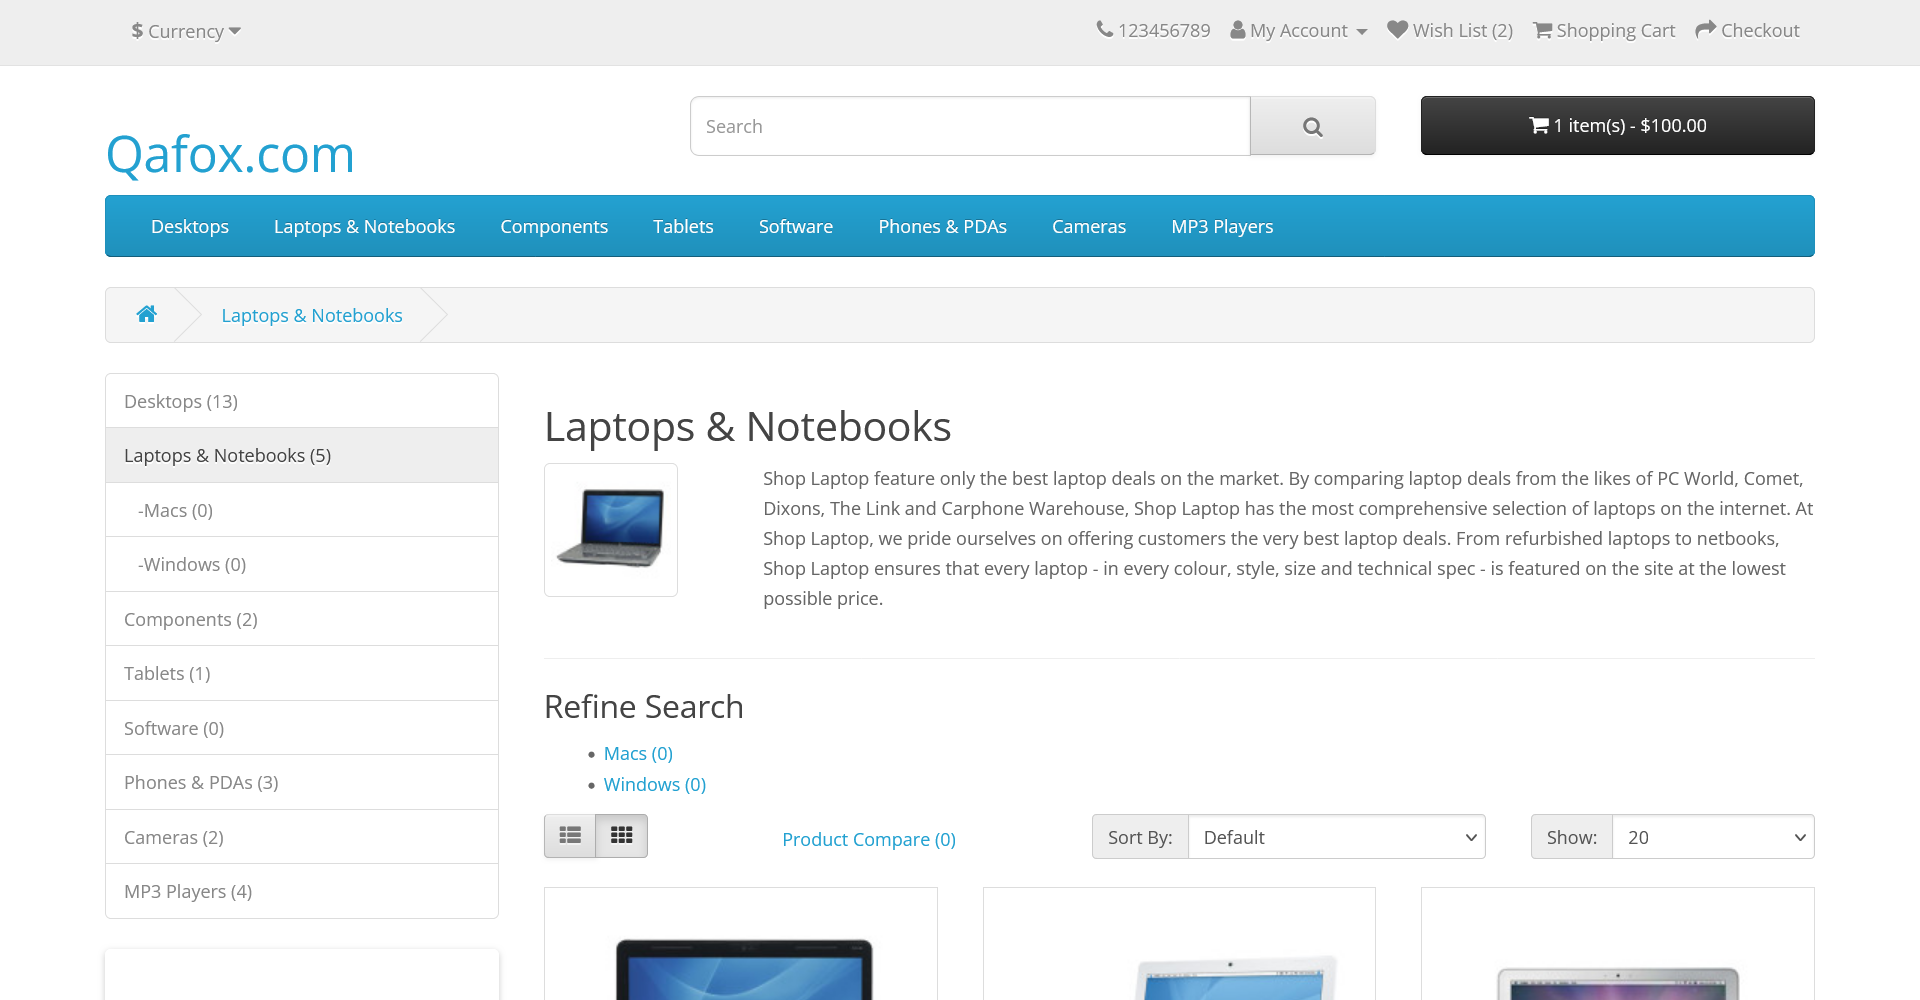 $ Currency
123456789
My Account
Wish List (2)
Shopping Cart
Checkout
Qafox.com
Search
1 item(s) - $100.00
Desktops
Laptops & Notebooks
Components
Tablets
Software
Phones & PDAs
Cameras
MP3 Players
Laptops & Notebooks
Desktops (13)
Laptops & Notebooks (5)
-Macs (0)
-Windows (0)
Components (2)
Tablets (1)
Software (0)
Phones & PDAs (3)
Cameras (2)
MP3 Players (4)
Laptops & Notebooks
Shop Laptop feature only the best laptop deals on the market. By comparing laptop deals from the likes of PC World, Comet,
Dixons, The Link and Carphone Warehouse, Shop Laptop has the most comprehensive selection of laptops on the internet. At
Shop Laptop, we pride ourselves on offering customers the very best laptop deals. From refurbished laptops to netbooks,
Shop Laptop ensures that every laptop - in every colour, style, size and technical spec - is featured on the site at the lowest
possible price.
Refine Search
Macs (0)
Windows (0)
Product Compare (0)
Sort By:
Default
Show:
20